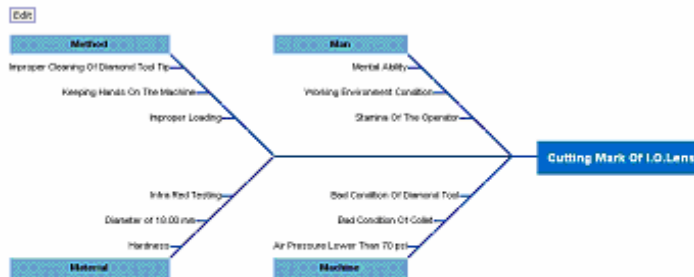 Edit
Method
Man
Improper Cleaning Of Diamond Tool Tip
Mental Ability
Keeping Hands On The Machine
Working Environment Condition
Improper Loading
Stamina Of The Operator
Cutting Mark Of I.O.Lens
Infra Red Testing
Bad Condition Of Diamond Tool
Diameter of 18.00 mm
Bad Condition Of Collet
Hardness
Air Pressure Lower Than 70 psi
Material
Machine